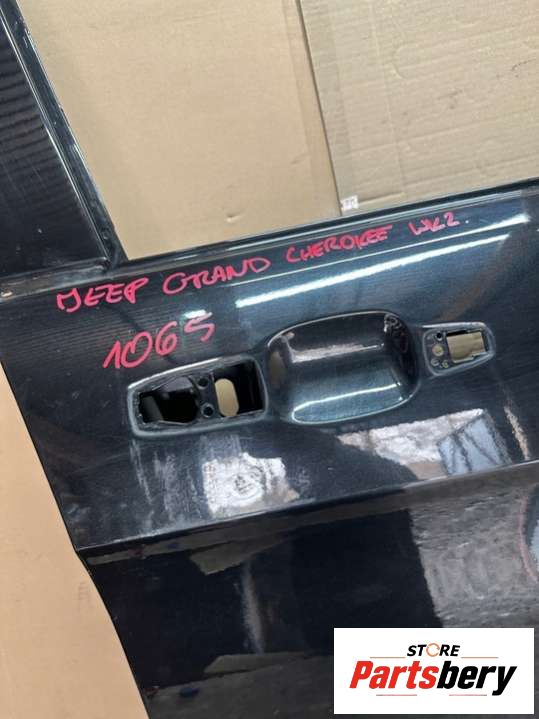 JEEP GRAND CHEROKEE WK2.
1065
STORE
Partsbery